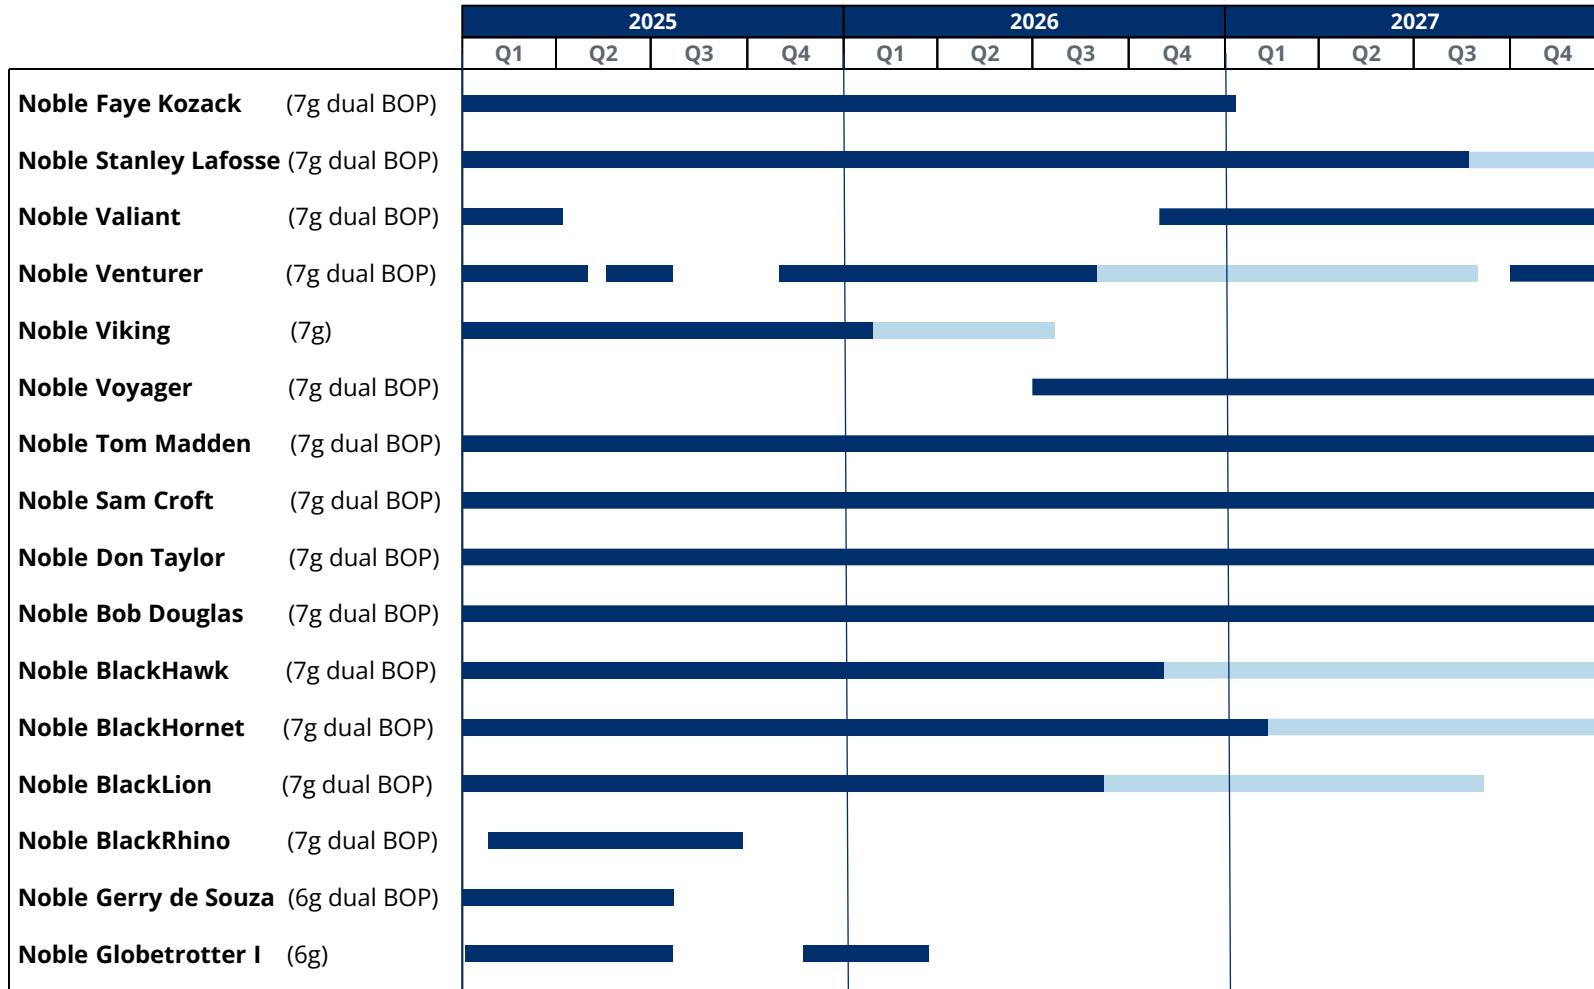 2025 2026 2027
Q1 Q2 Q3 Q4 Q1 Q2 Q3 Q4 Q1 Q2 Q3 Q4
Noble Faye Kozack (7g dual BOP)
Noble Stanley Lafosse (7g dual BOP)
Noble Valiant (7g dual BOP)
Noble Venturer (7g dual BOP)
Noble Viking (7g)
Noble Voyager (7g dual BOP)
Noble Tom Madden (7g dual BOP)
Noble Sam Croft (7g dual BOP)
Noble Don Taylor (7g dual BOP)
Noble Bob Douglas (7g dual BOP)
Noble BlackHawk (7g dual BOP)
Noble BlackHornet (7g dual BOP)
Noble BlackLion (7g dual BOP)
Noble BlackRhino (7g dual BOP)
Noble Gerry de Souza (6g dual BOP)
Noble Globetrotter I (6g)